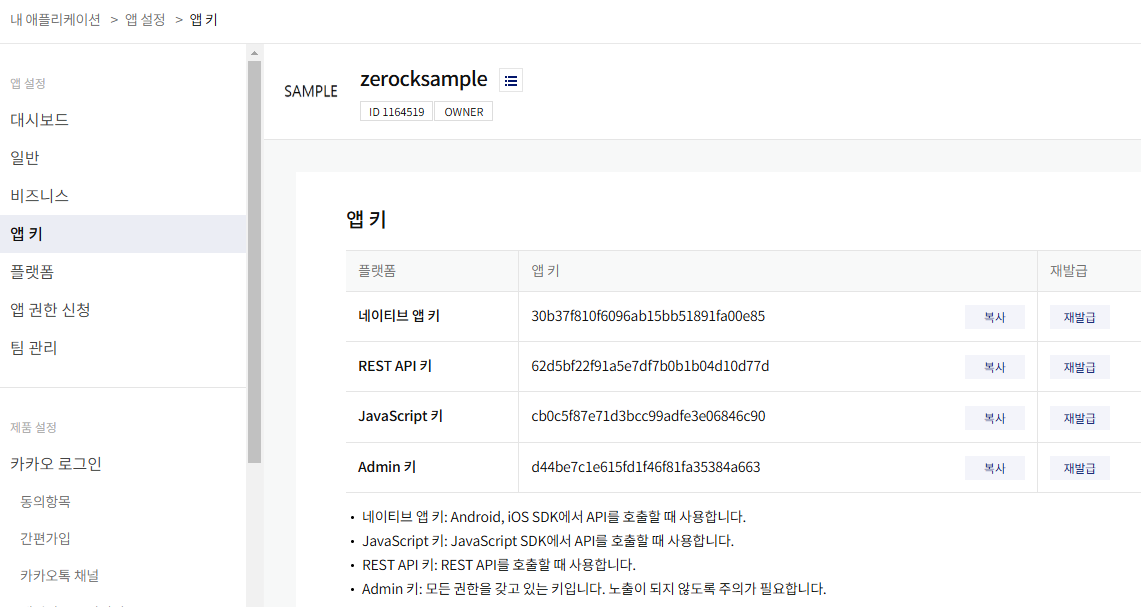 내 애플리케이션 > 앱 설정 > 앱 키
앱 설정
대시보드
일반
비즈니스
앱 키
플랫폼
앱 권한 신청
팀 관리
제품 설정
카카오 로그인
동의항목
간편가입
카카오톡 채널
SAMPLE
zerocksample
ID 1164519 OWNER
앱 키
플랫폼 앱 키 재발급
네이티브 앱 키 30b37f810f6096ab15bb51891fa00e85 복사 재발급
REST API 키 62d5bf22f91a5e7df7b0b1b04d10d77d 복사 재발급
JavaScript 키 cb0c5f87e71d3bcc99adfe3e06846c90 복사 재발급
Admin 키 d44be7c1e615fd1f46f81fa35384a663 복사 재발급
• 네이티브 앱 키: Android, iOS SDK에서 API를 호출할 때 사용합니다.
• JavaScript 키: JavaScript SDK에서 API를 호출할 때 사용합니다.
• REST API 키: REST API를 호출할 때 사용합니다.
• Admin 키: 모든 권한을 갖고 있는 키입니다. 노출이 되지 않도록 주의가 필요합니다.